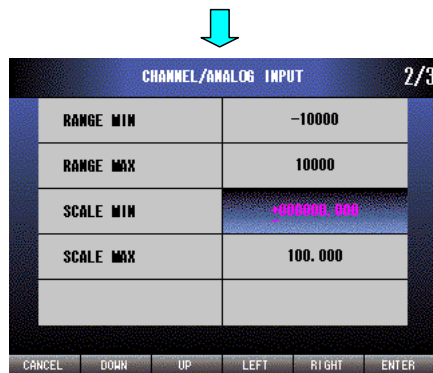 CHANNEL/ANALOG INPUT 2/3
RANGE MIN -10000
RANGE MAX 10000
SCALE MIN +000000.000
SCALE MAX 100.000
CANCEL DOWN UP LEFT RIGHT ENTER